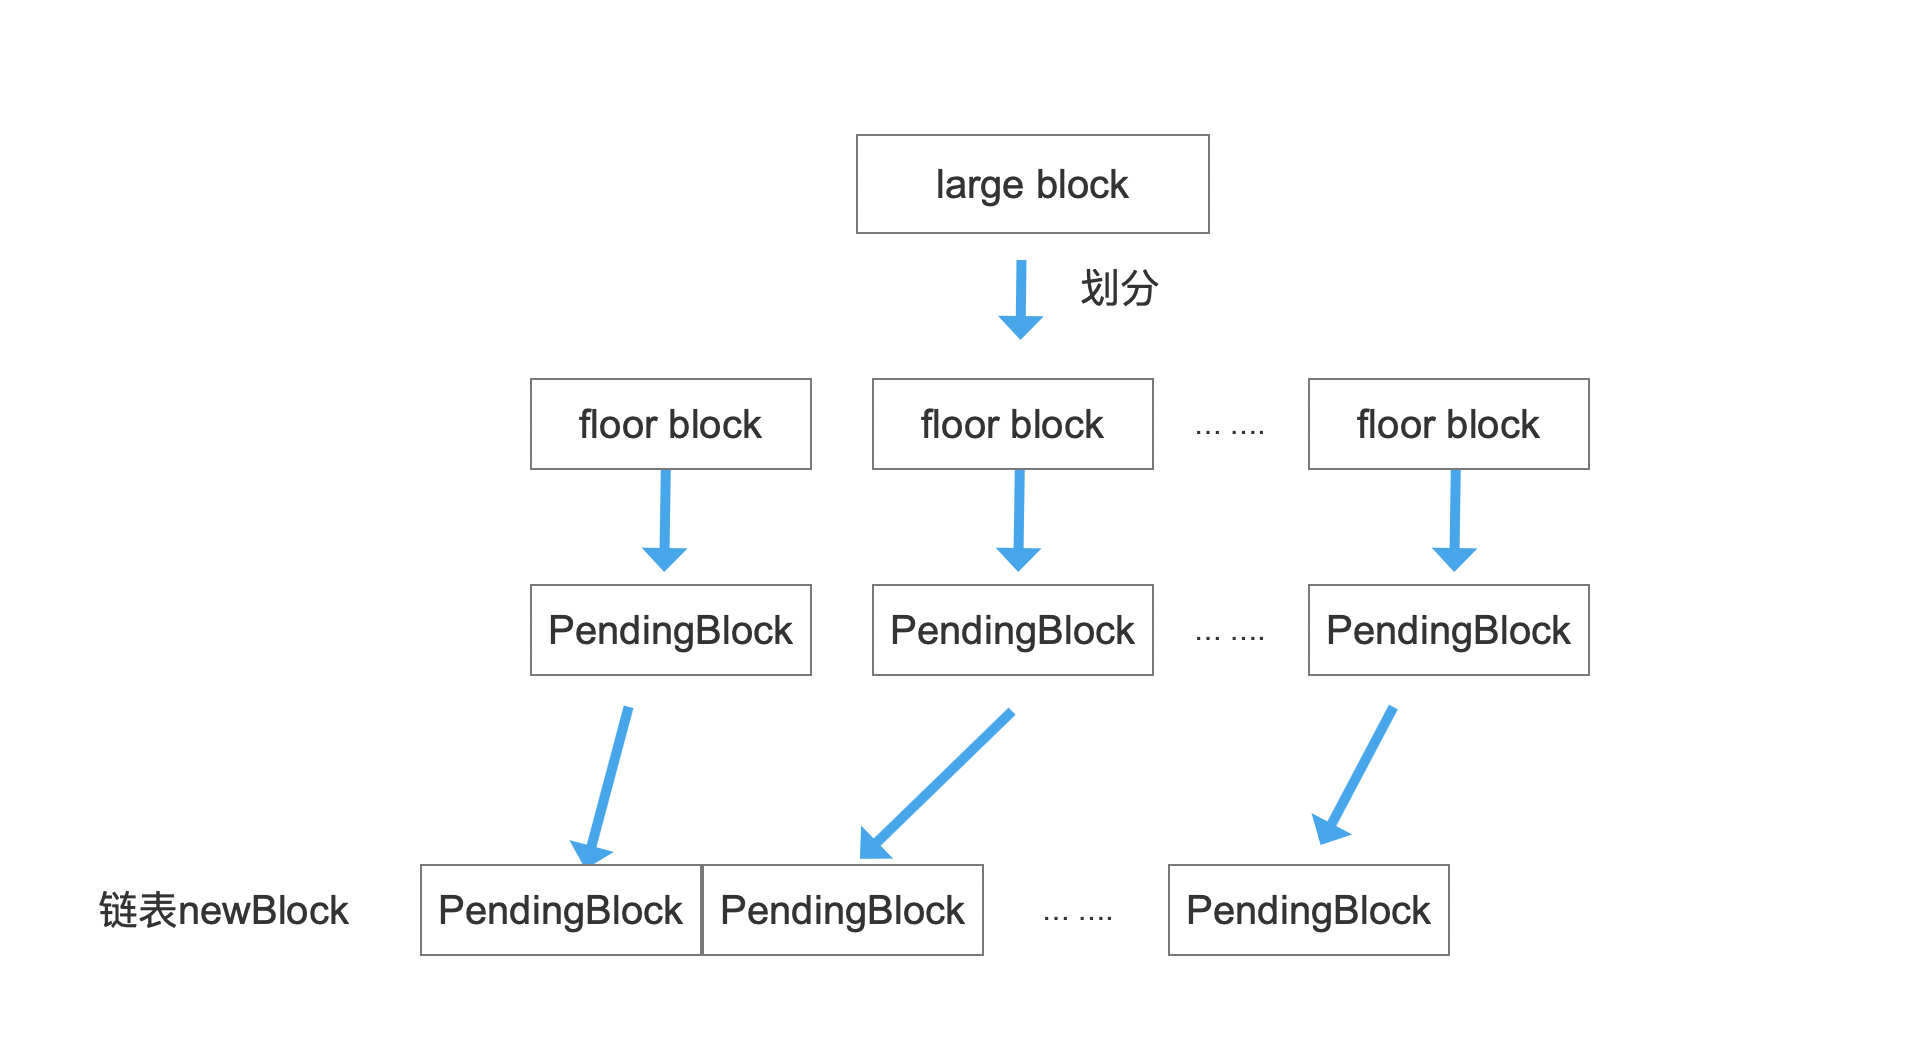 large block
划分
floor block floor block ... .... floor block
PendingBlock PendingBlock ... .... PendingBlock
链表newBlock PendingBlock PendingBlock ... .... PendingBlock